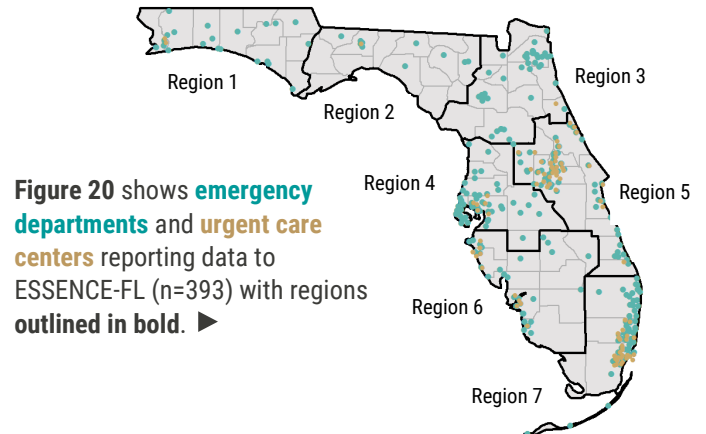 Region 1
Region 2
Region 3
Region 4
Region 5
Figure 20 shows emergency
departments and urgent care
centers reporting data to
ESSENCE-FL (n=393) with regions
outlined in bold. ►
Region 6
Region 7